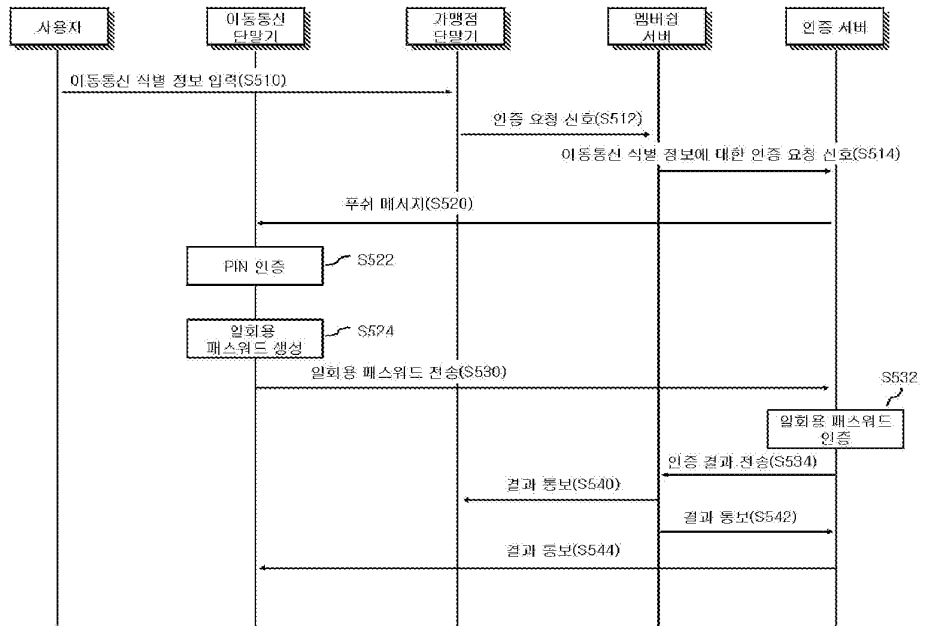 사용자
이동통신
단말기
가맹점
단말기
멤버쉽
서버
인증 서버
이동통신 식별 정보 입력(S510)
인증 요청 신호(S512)
이동통신 식별 정보에 대한 인증 요청 신호(S514)
푸쉬 메시지(S520)
PIN 인증
S522
일회용
패스워드 생성
S524
일회용 패스워드 전송(S530)
S532
일회용 패스워드
인증
인증 결과 전송(S534)
결과 통보(S540)
결과 통보(S542)
결과 통보(S544)